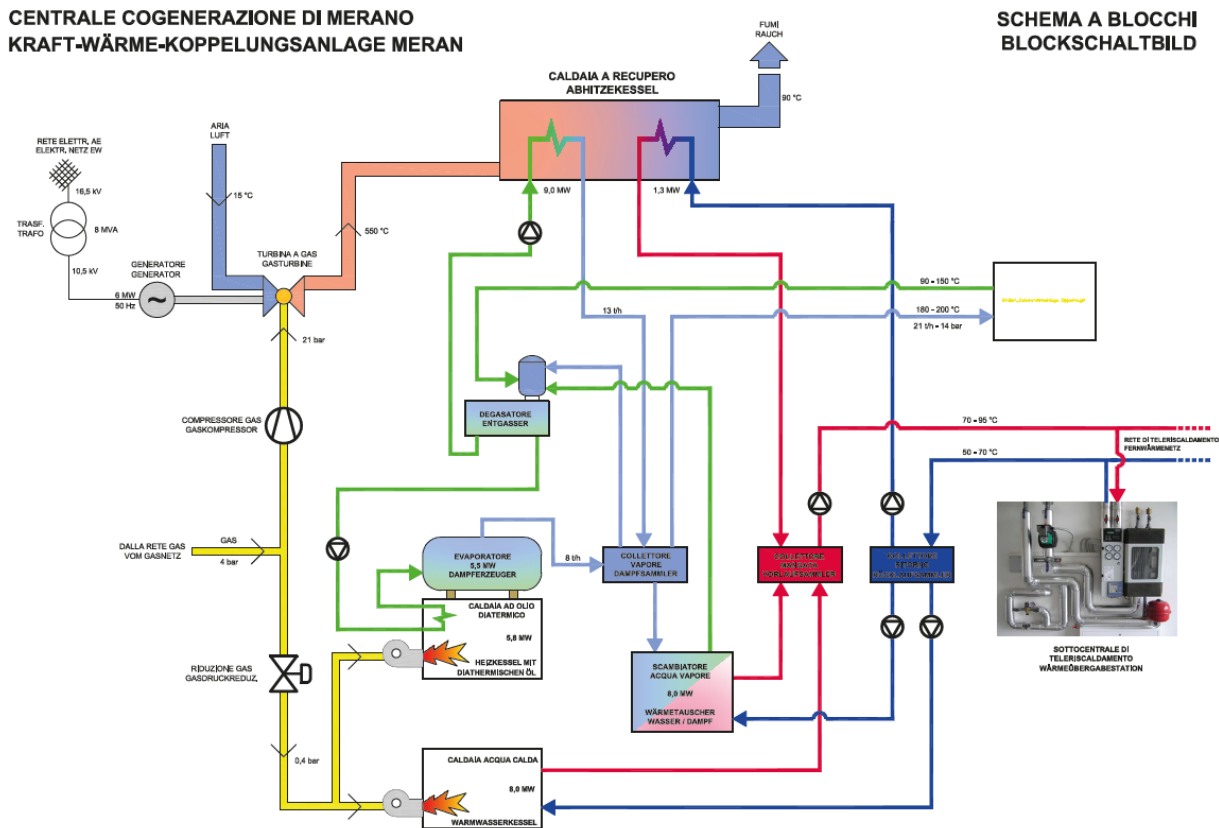 CENTRALE COGENERAZIONE DI MERANO
KRAFT-WÄRME-KOPPELUNGSANLAGE MERAN
SCHEMA A BLOCCHI
BLOCKSCHALTBILD
FUMI
RAUCH
90 °C
CALDAIA A RECUPERO
ABHITZEKESSEL
9,0 MW
1,3 MW
ARIA
LUFT
15 °C
RETE ELETTR. AE
ELEKTR. NETZ EW
16,5 kV
TRASF.
TRAFO
8 MVA
10,5 kV
GENERATORE
GENERATOR
6 MW
50 Hz
TURBINA A GAS
GASTURBINE
550 °C
21 bar
13 t/h
90 - 150 °C
180 - 200 °C
21 t/h - 14 bar
COMPRESSORE GAS
GASKOMPRESSOR
DEGASATORE
ENTGASSER
70 - 95 °C
RETE DI TELERISCALDAMENTO
FERNWÄRMENETZ
50 - 70 °C
DALLA RETE GAS
VOM GASNETZ
GAS
4 bar
EVAPORATORE
5,5 MW
DAMPFERZEUGER
8 t/h
COLLETTORE
VAPORE
DAMPFSAMMLER
COLLETTORE
MANDATA
VORLAUFSAMMLER
COLLETTORE
RITORNO
CALDAIA AD OLIO
DIATERMICO
5,8 MW
HEIZKESSEL MIT
DIATHERMISCHEN ÖL
SCAMBIATORE
ACQUA VAPORE
8,0 MW
WÄRMETAUSCHER
WASSER / DAMPF
SOTTOCENTRALE DI
TELERISCALDAMENTO
WÄRMEÜBERGABESTATION
RIDUZIONE GAS
GASDRUCKREDUZ.
0,4 bar
CALDAIA ACQUA CALDA
8,0 MW
WARMWASSERKESSEL